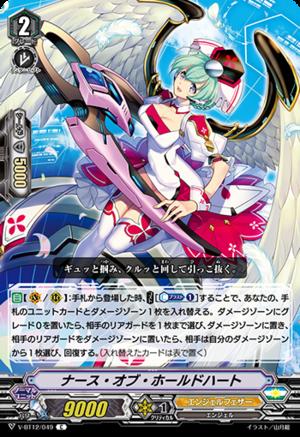 2
5000
ギュッと掴み、クルッと回して引っこ抜く。
:手札から登場した時、[ブラスト1]することで、あなたの、手
札のユニットカードとダメージゾーン1枚を入れ替える。ダメージゾーンにグ
レード0を置いたら、相手のリアガードを1枚まで選び、ダメージゾーンに置き、
相手のリアガードをダメージゾーンに置いたら、相手は自分のダメージゾーンか
ら1枚選び、回復する。(入れ替えたカードは表で置く)
ナース・オブ・ホールドハート
V-BT12/049 C
9000
1
クリティカル
エンジェルフェザー
エンジェル
イラスト/山月総